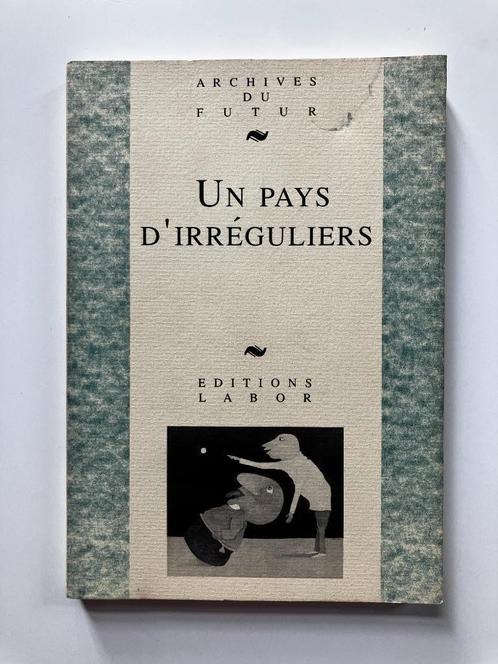 ARCHIVES
DU
FUTUR
UN PAYS
D'IRRÉGULIERS
EDITIONS
LABOR